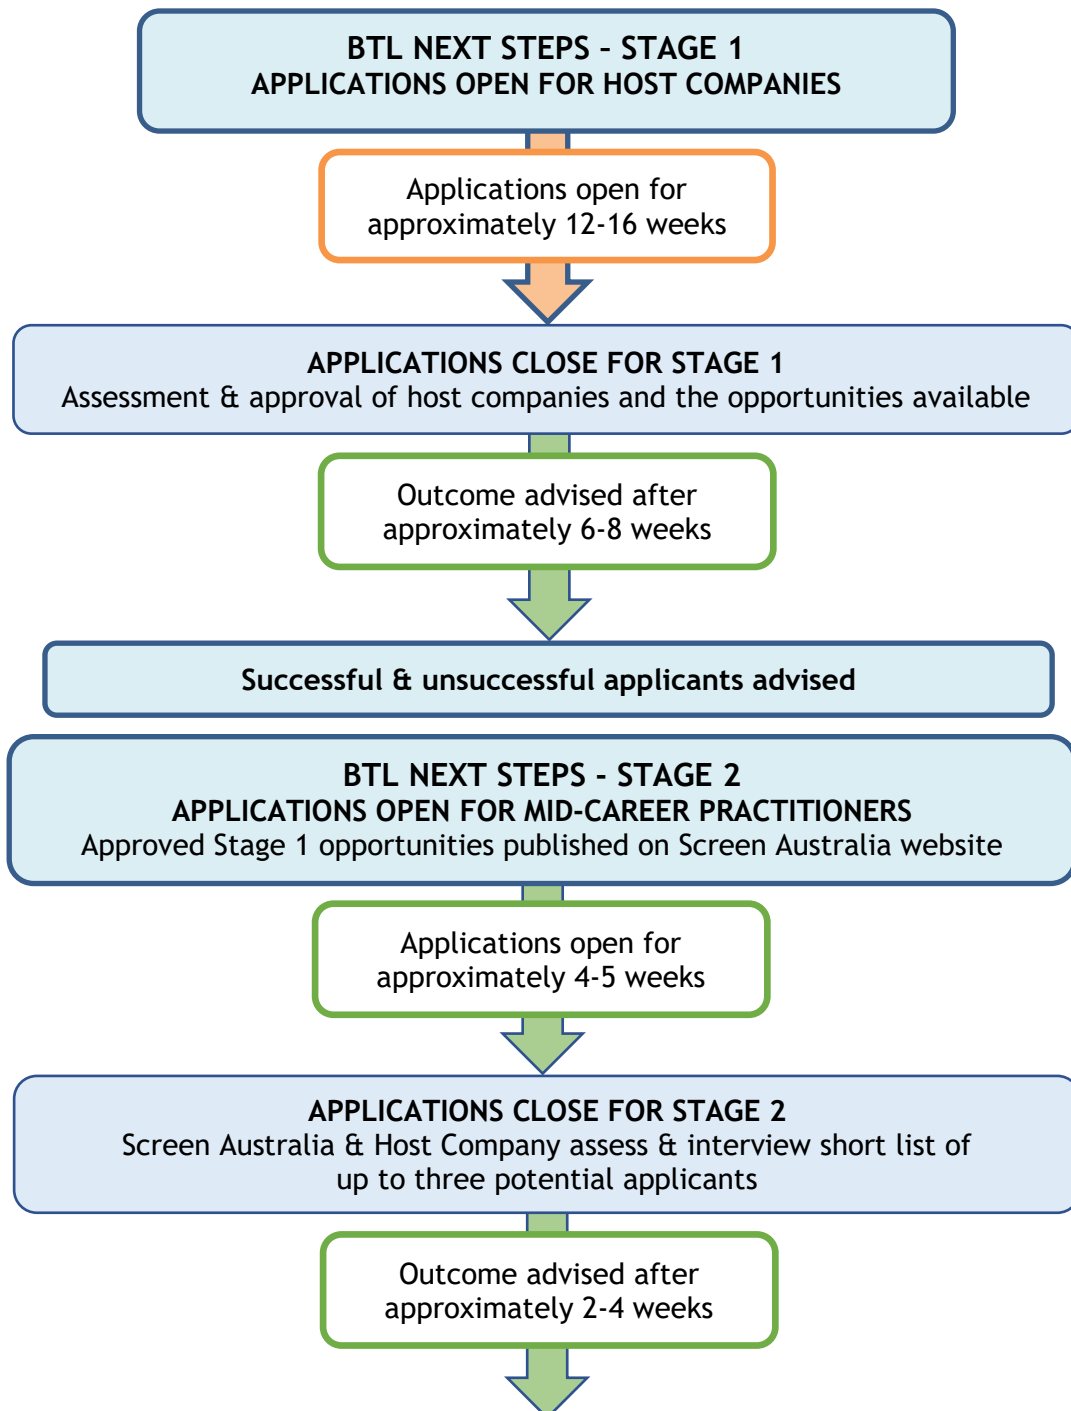 BTL NEXT STEPS – STAGE 1
APPLICATIONS OPEN FOR HOST COMPANIES
Applications open for
approximately 12-16 weeks
APPLICATIONS CLOSE FOR STAGE 1
Assessment & approval of host companies and the opportunities available
Outcome advised after
approximately 6-8 weeks
Successful & unsuccessful applicants advised
BTL NEXT STEPS - STAGE 2
APPLICATIONS OPEN FOR MID-CAREER PRACTITIONERS
Approved Stage 1 opportunities published on Screen Australia website
Applications open for
approximately 4-5 weeks
APPLICATIONS CLOSE FOR STAGE 2
Screen Australia & Host Company assess & interview short list of
up to three potential applicants
Outcome advised after
approximately 2-4 weeks